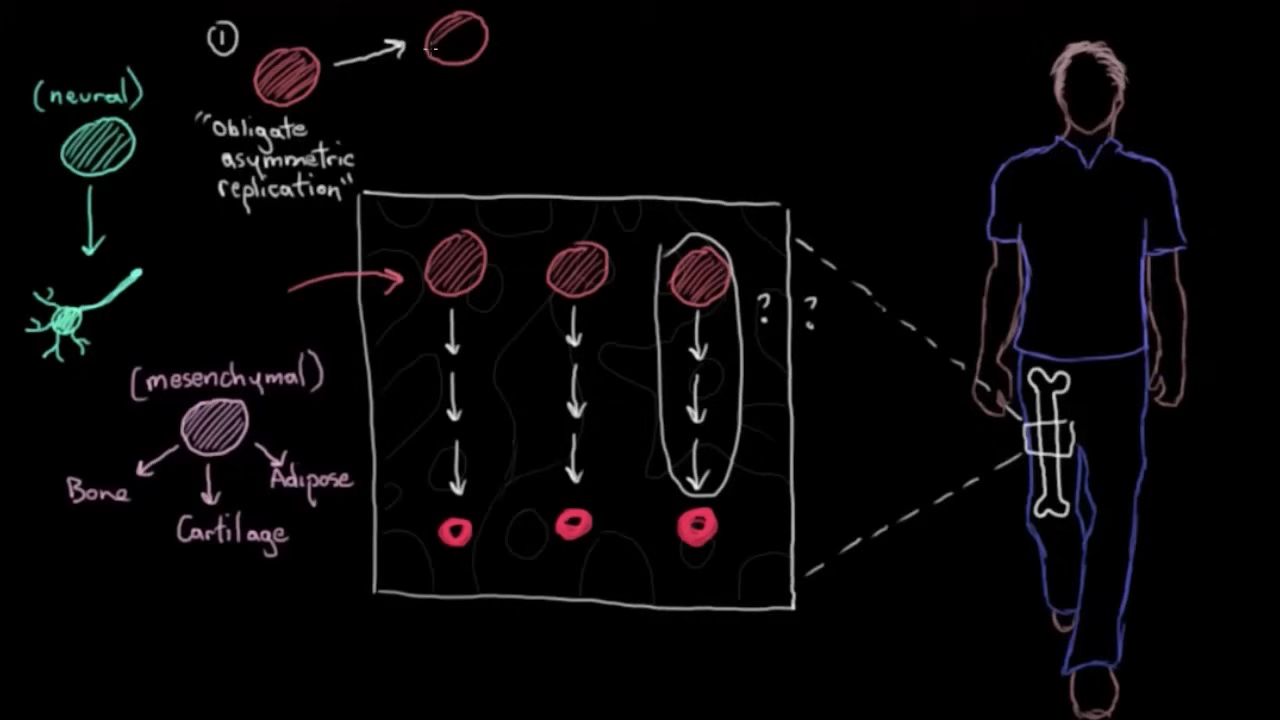 ①
(neural)
"Obligate
asymmetric
replication"
? ?
(mesenchymal)
Bone
Adipose
Cartilage